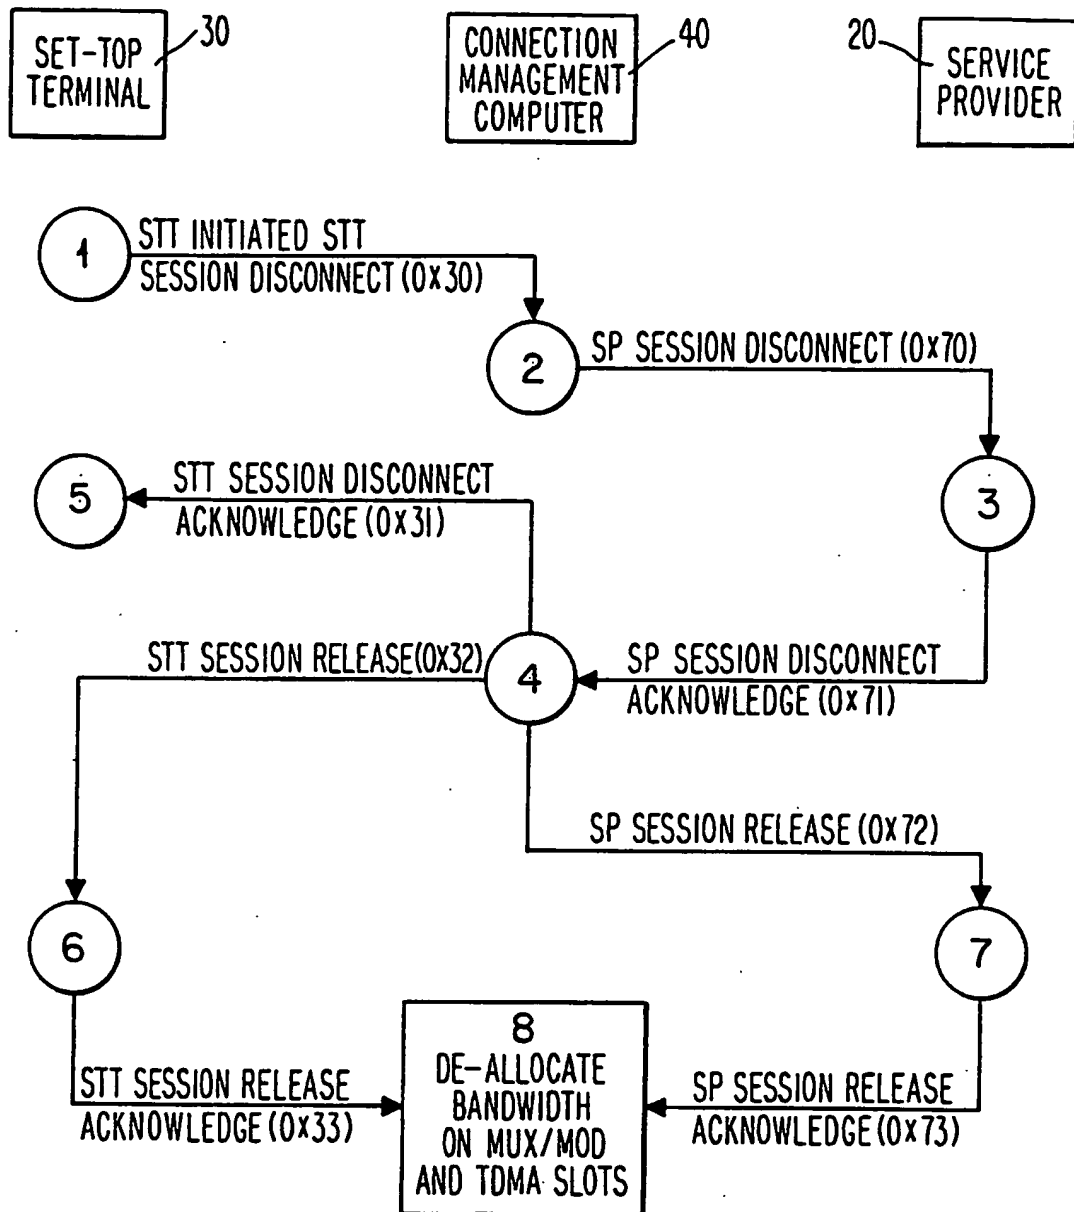 SET-TOP
TERMINAL
30
CONNECTION
MANAGEMENT
COMPUTER
40
20
SERVICE
PROVIDER
1
STT INITIATED STT
SESSION DISCONNECT (0X30)
2
SP SESSION DISCONNECT (0X70)
3
5
STT SESSION DISCONNECT
ACKNOWLEDGE (0X31)
4
STT SESSION RELEASE(0X32)
SP SESSION DISCONNECT
ACKNOWLEDGE (0X71)
SP SESSION RELEASE (0X72)
6
7
8
DE-ALLOCATE
BANDWIDTH
ON MUX/MOD
AND TDMA SLOTS
STT SESSION RELEASE
ACKNOWLEDGE (0X33)
SP SESSION RELEASE
ACKNOWLEDGE (0X73)